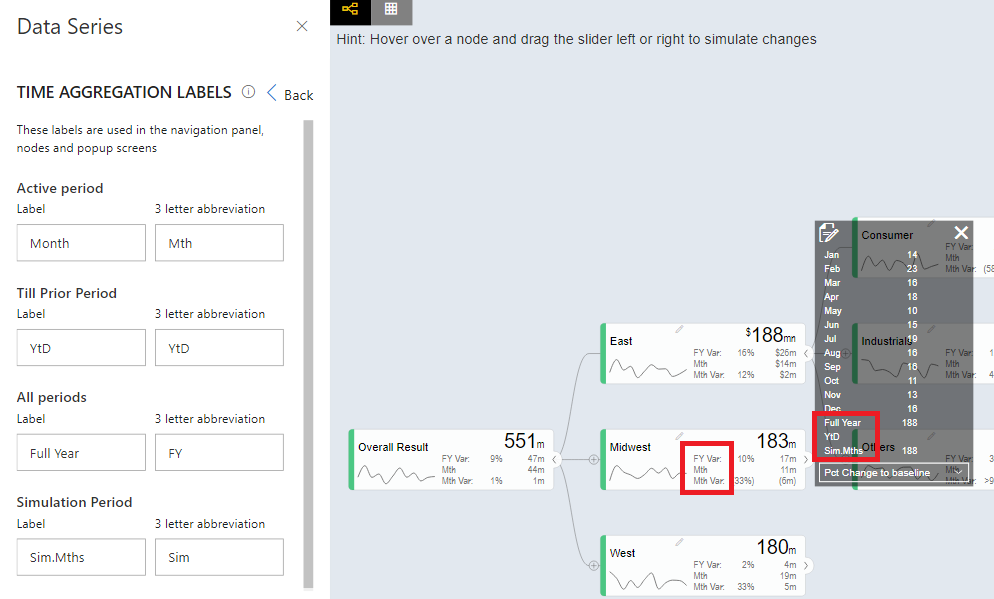 Data Series
TIME AGGREGATION LABELS
Back
These labels are used in the navigation panel,
nodes and popup screens
Active period
Label
3 letter abbreviation
Month
Mth
Till Prior Period
Label
3 letter abbreviation
YtD
YtD
All periods
Label
3 letter abbreviation
Full Year
FY
Simulation Period
Label
3 letter abbreviation
Sim.Mths
Sim
Hint: Hover over a node and drag the slider left or right to simulate changes
Overall Result
551m
FY Var: 9% 47m
Mth 44m
Mth Var: 1% 1m
East
$188mn
FY Var: 16% $26m
Mth $14m
Mth Var: 12% $2m
Midwest
183m
FY Var: 10% 17m
Mth 11m
Mth Var: 33%) (6m)
West
180m
FY Var: 2% 4m
Mth 19m
Mth Var: 33% 5m
Consumer
FY Var:
Mth
Mth Var: (58
Industrials
FY Var: 1
Mth
Mth Var: 4
Others
FY Var: 3
Mth
Mth Var: >9
Jan 14
Feb 23
Mar 16
Apr 18
May 10
Jun 15
Jul 19
Aug 16
Sep 16
Oct 11
Nov 13
Dec 16
Full Year 188
YtD
Sim.Mths 188
Pct Change to baseline